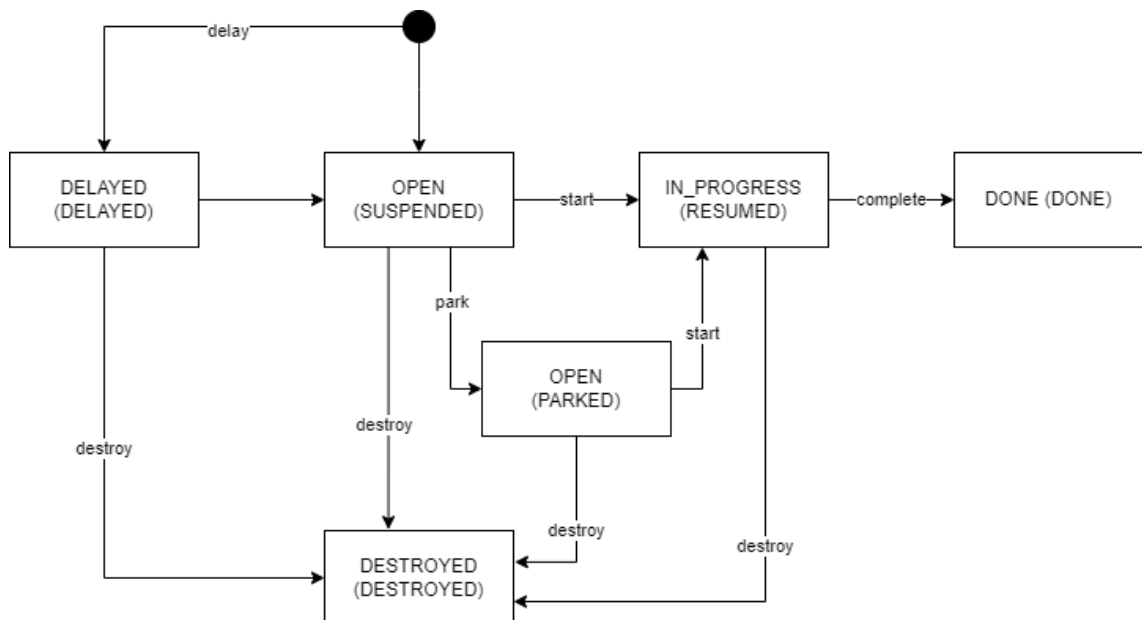 delay
DELAYED
(DELAYED)
OPEN
(SUSPENDED)
start
IN_PROGRESS
(RESUMED)
complete
DONE (DONE)
park
start
OPEN
(PARKED)
destroy
destroy
destroy
destroy
DESTROYED
(DESTROYED)